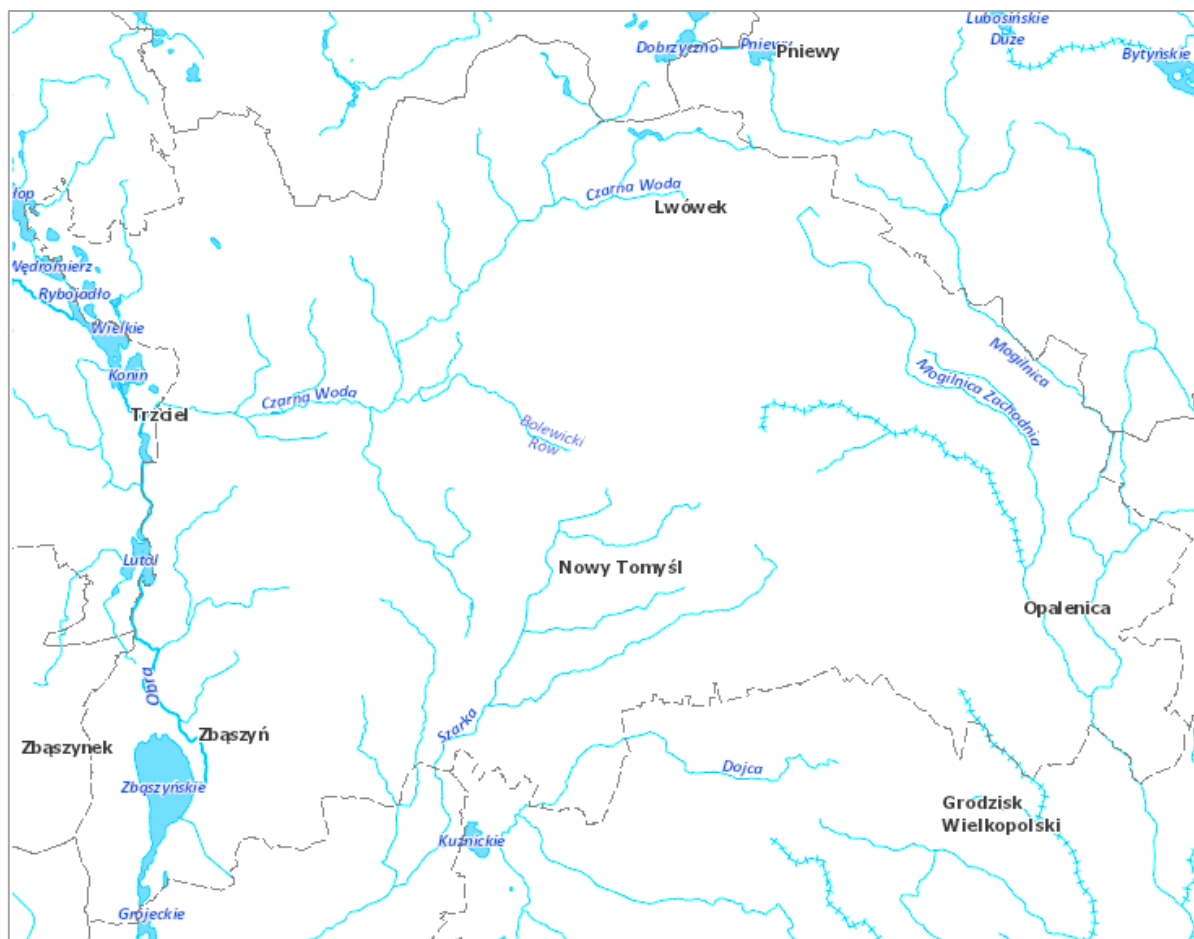 Lubosińskie
Duże
Dobrzyczno
Pniewy
Pniewy
Bytyńskie
Czarna Woda
Lwówek
łop
Wędromierz
Rybojadło
Wielkie
Konin
Trzciel
Czarna Woda
Mogilnica
Mogilnica Zachodnia
Bolewicki
Rów
Lutol
Nowy Tomyśl
Opalenica
Obra
Szarka
Zbąszynek
Zbąszyń
Zbąszyńskie
Dojca
Grodzisk
Wielkopolski
Kuźnickie
Grójeckie